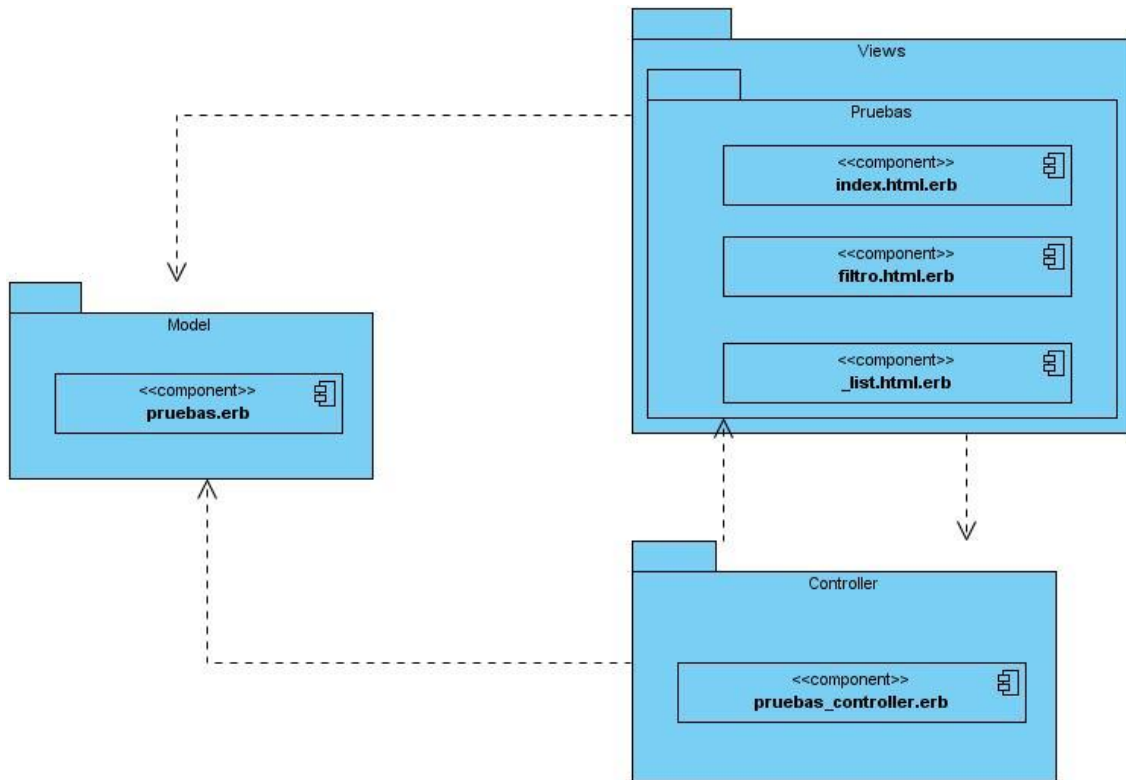 Views
Pruebas
<<component>>
index.html.erb
<<component>>
filtro.html.erb
<<component>>
_list.html.erb
Model
<<component>>
pruebas.erb
Controller
<<component>>
pruebas_controller.erb